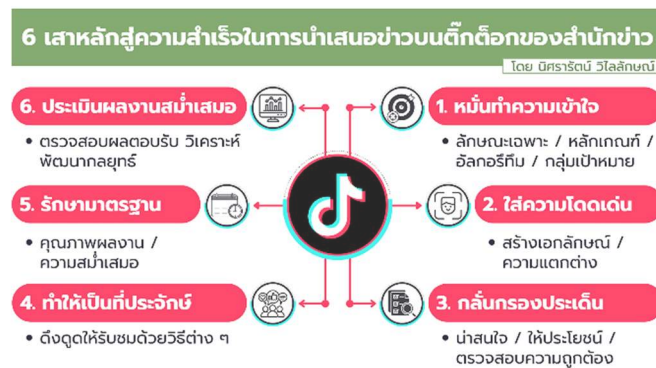 6 เสาหลักสู่ความสำเร็จในการนำเสนอข่าวบนติ๊กต็อกของสำนักข่าว
โดย นิศรารัตน์ วิไลลักษณ์
1. หมั่นทำความเข้าใจ
• ลักษณะเฉพาะ / หลักเกณฑ์ /
อัลกอรึทึม / กลุ่มเป้าหมาย
2. ใส่ความโดดเด่น
• สร้างเอกลักษณ์ /
ความแตกต่าง
3. กลั่นกรองประเด็น
• น่าสนใจ / ให้ประโยชน์ /
ตรวจสอบความถูกต้อง
4. ทำให้เป็นที่ประจักษ์
• ดึงดูดให้รับชมด้วยวิธีต่าง ๆ
5. รักษามาตรฐาน
• คุณภาพผลงาน /
ความสม่ำเสมอ
6. ประเมินผลงานสม่ำเสมอ
• ตรวจสอบผลตอบรับ วิเคราะห์
พัฒนากลยุทธ์